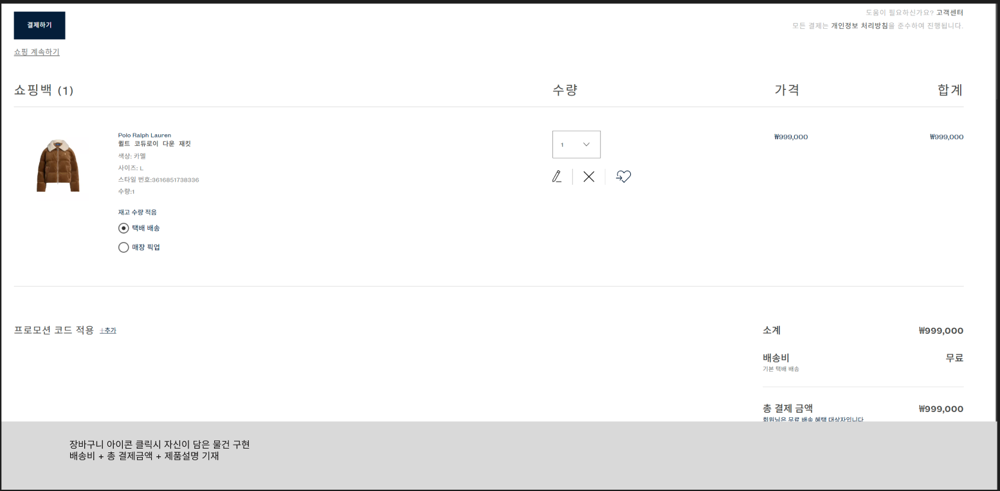 결제하기
도움이 필요하신가요? 고객센터
모든 결제는 개인정보 처리방침을 준수하여 진행됩니다.
쇼핑 계속하기
쇼핑백 (1)
수량
가격
합계
Polo Ralph Lauren
퀼트 코듀로이 다운 재킷
색상: 카멜
사이즈: L
스타일 번호:3616851738336
수량:1
1
₩999,000
₩999,000
재고 수량 적음
택배 배송
매장 픽업
프로모션 코드 적용 +추가
소계 ₩999,000
배송비 무료
기본 택배 배송
총 결제 금액 ₩999,000
회원님은 무료 배송 혜택 대상자입니다
장바구니 아이콘 클릭시 자신이 담은 물건 구현
배송비 + 총 결제금액 + 제품설명 기재